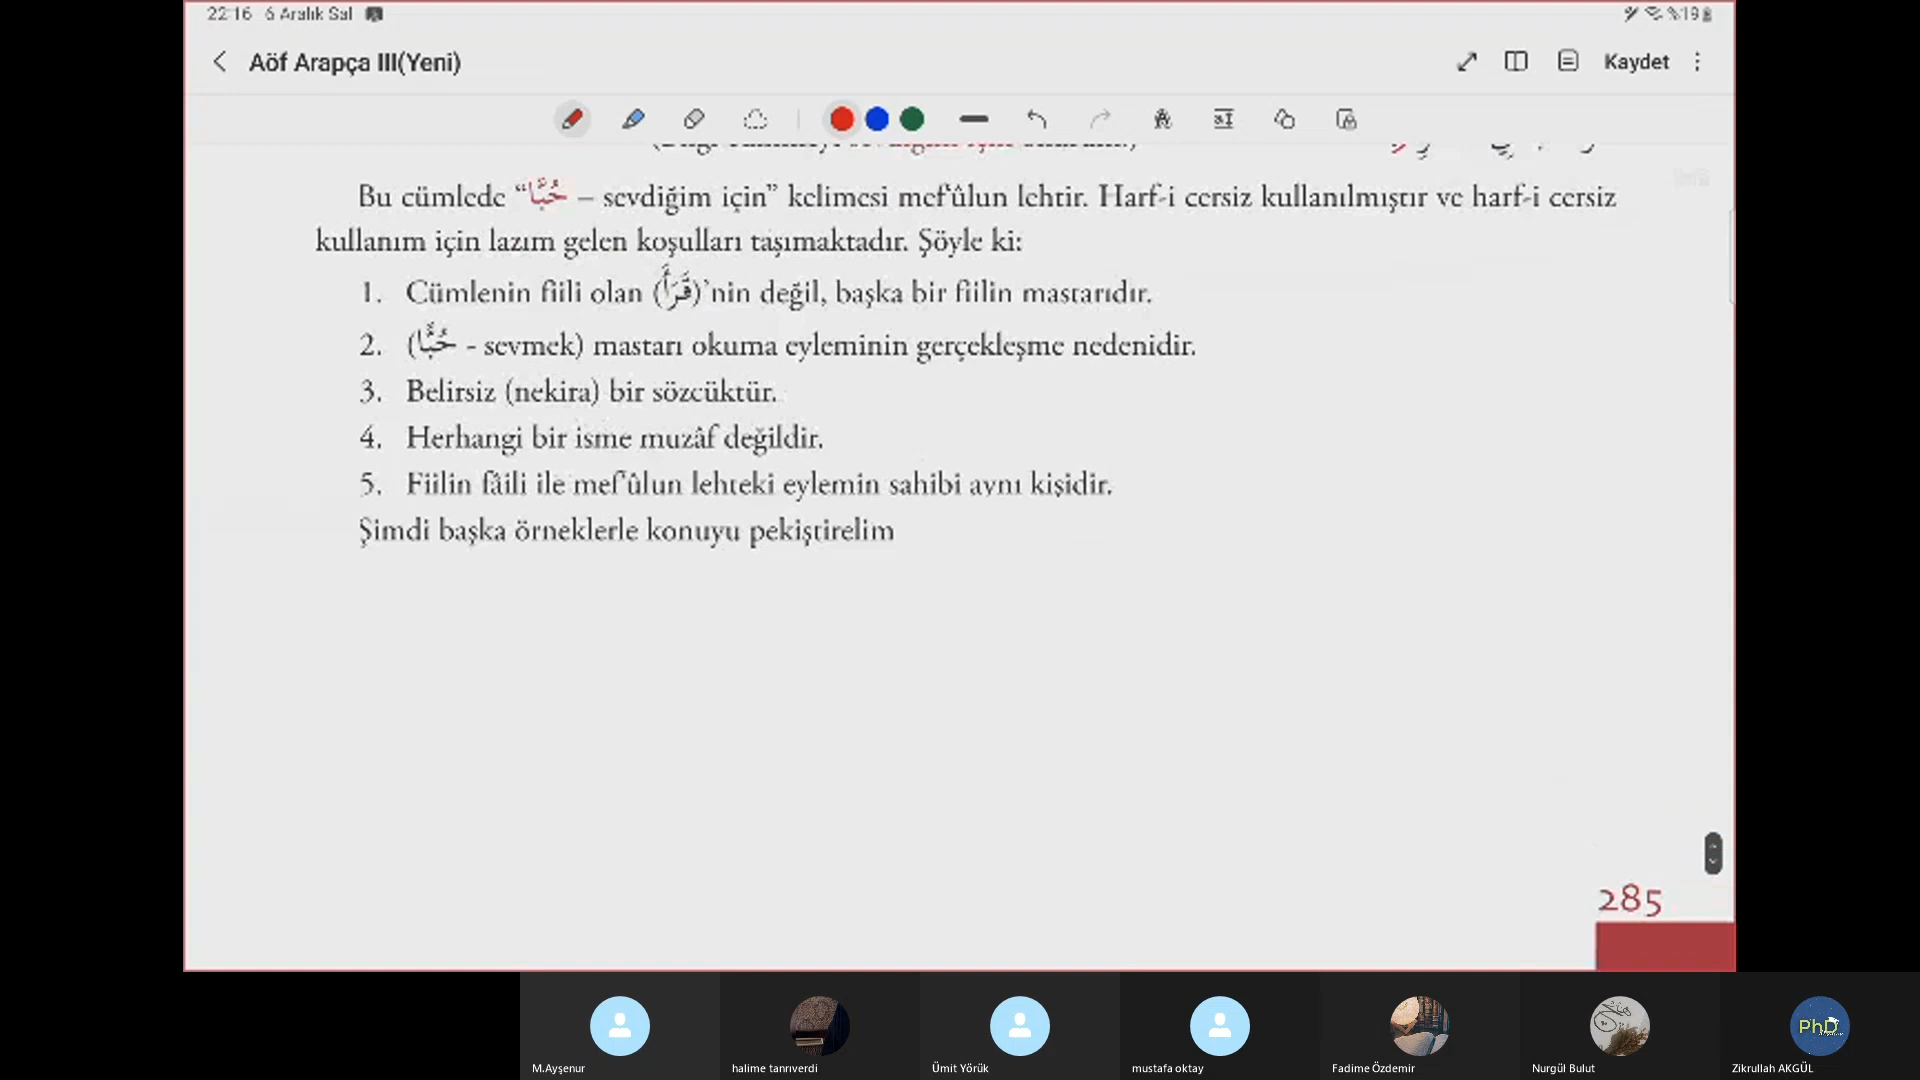 22:16 6 Aralık Sal %19
Aöf Arapça III(Yeni)
Kaydet
Bu cümlede “حُبًّا – sevdiğim için” kelimesi mef‘ûlun lehtir. Harf-i cersiz kullanılmıştır ve harf-i cersiz
kullanım için lazım gelen koşulları taşımaktadır. Şöyle ki:
1. Cümlenin fiili olan (قَرَأَ)’nin değil, başka bir fiilin mastarıdır.
2. (حُبًّا - sevmek) mastarı okuma eyleminin gerçekleşme nedenidir.
3. Belirsiz (nekira) bir sözcüktür.
4. Herhangi bir isme muzâf değildir.
5. Fiilin fâili ile mef‘ûlun lehteki eylemin sahibi aynı kişidir.
Şimdi başka örneklerle konuyu pekiştirelim
285
PhD
M.Ayşenur
halime tanrıverdi
Ümit Yörük
mustafa oktay
Fadime Özdemir
Nurgül Bulut
Zikrullah AKGÜL